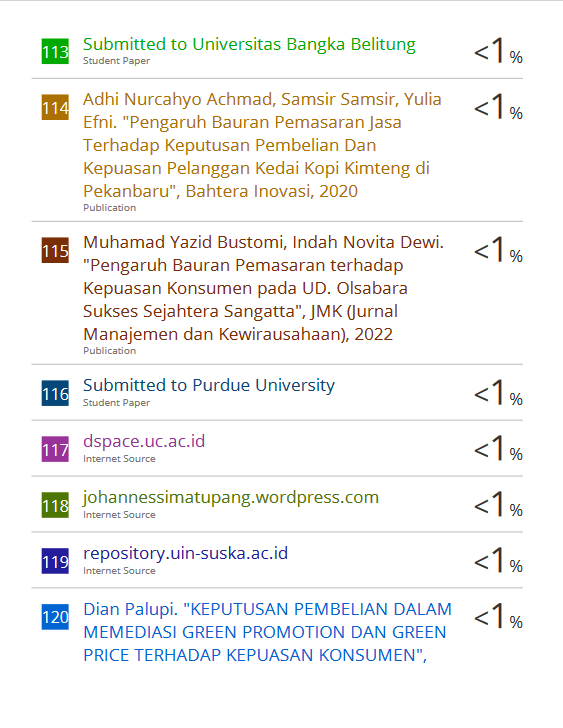 113 Submitted to Universitas Bangka Belitung <1%
Student Paper
114 Adhi Nurcahyo Achmad, Samsir Samsir, Yulia <1%
Efni. "Pengaruh Bauran Pemasaran Jasa
Terhadap Keputusan Pembelian Dan
Kepuasan Pelanggan Kedai Kopi Kimteng di
Pekanbaru", Bahtera Inovasi, 2020
Publication
115 Muhamad Yazid Bustomi, Indah Novita Dewi. <1%
"Pengaruh Bauran Pemasaran terhadap
Kepuasan Konsumen pada UD. Olsabara
Sukses Sejahtera Sangatta", JMK (Jurnal
Manajemen dan Kewirausahaan), 2022
Publication
116 Submitted to Purdue University <1%
Student Paper
117 dspace.uc.ac.id <1%
Internet Source
118 johannessimatupang.wordpress.com <1%
Internet Source
119 repository.uin-suska.ac.id <1%
Internet Source
120 Dian Palupi. "KEPUTUSAN PEMBELIAN DALAM <1%
MEMEDIASI GREEN PROMOTION DAN GREEN
PRICE TERHADAP KEPUASAN KONSUMEN",